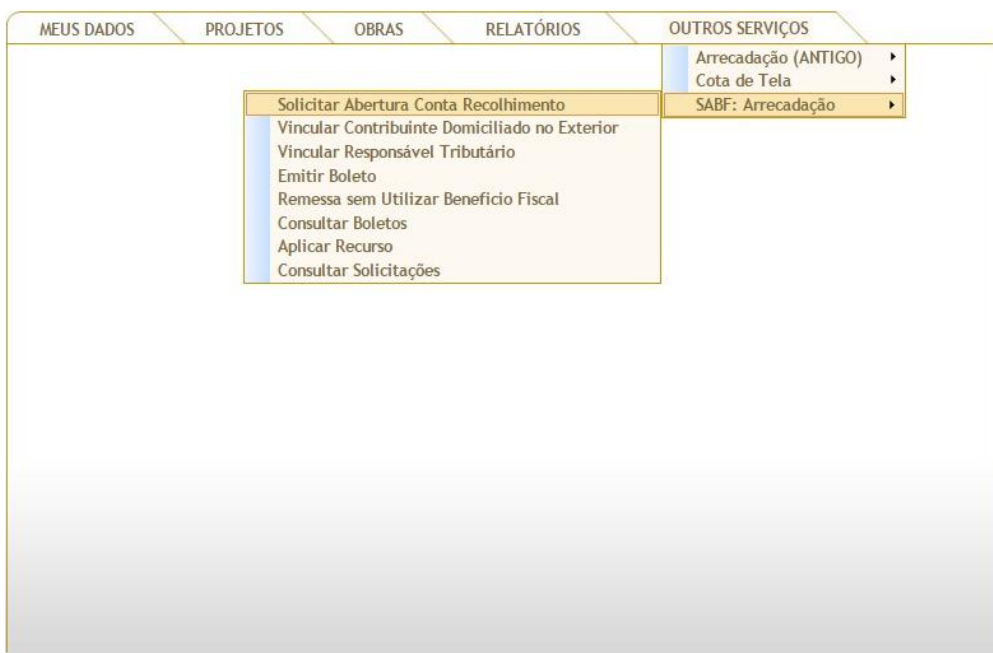 MEUS DADOS PROJETOS OBRAS RELATÓRIOS OUTROS SERVIÇOS
Arrecadação (ANTIGO)
Cota de Tela
SABF: Arrecadação
Solicitar Abertura Conta Recolhimento
Vincular Contribuinte Domiciliado no Exterior
Vincular Responsável Tributário
Emitir Boleto
Remessa sem Utilizar Beneficio Fiscal
Consultar Boletos
Aplicar Recurso
Consultar Solicitações